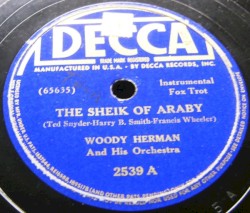 DECCA
TRADE MARK REGISTERED
MANUFACTURED IN U.S.A. - BY DECCA RECORDS, INC.
(65635)
Instrumental
Fox Trot
THE SHEIK OF ARABY
(Ted Snyder-Harry B. Smith-Francis Wheeler)
WOODY HERMAN
And His Orchestra
2539 A